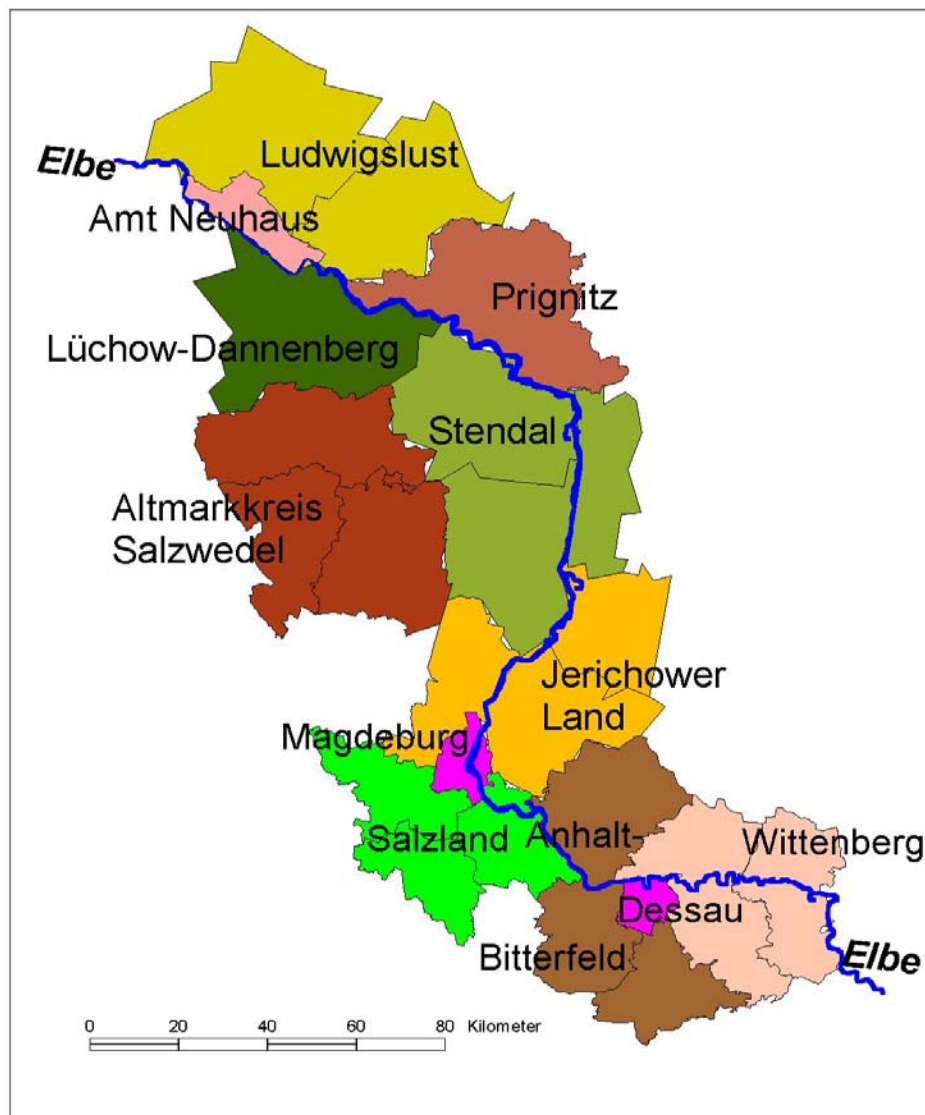 Ludwigslust
Elbe
Amt Neuhaus
Prignitz
Lüchow-Dannenberg
Stendal
Altmarkkreis
Salzwedel
Jerichower
Land
Magdeburg
Salzland
Anhalt-
Wittenberg
Dessau
Bitterfeld
Elbe
0 20 40 60 80 Kilometer